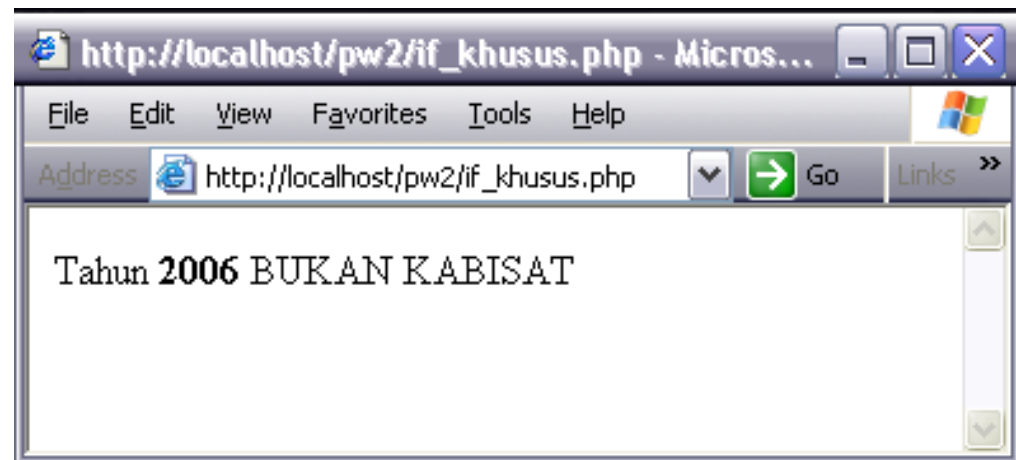 http://localhost/pw2/if_khusus.php - Micros...
File Edit View Favorites Tools Help
Address http://localhost/pw2/if_khusus.php Go Links »
Tahun 2006 BUKAN KABISAT